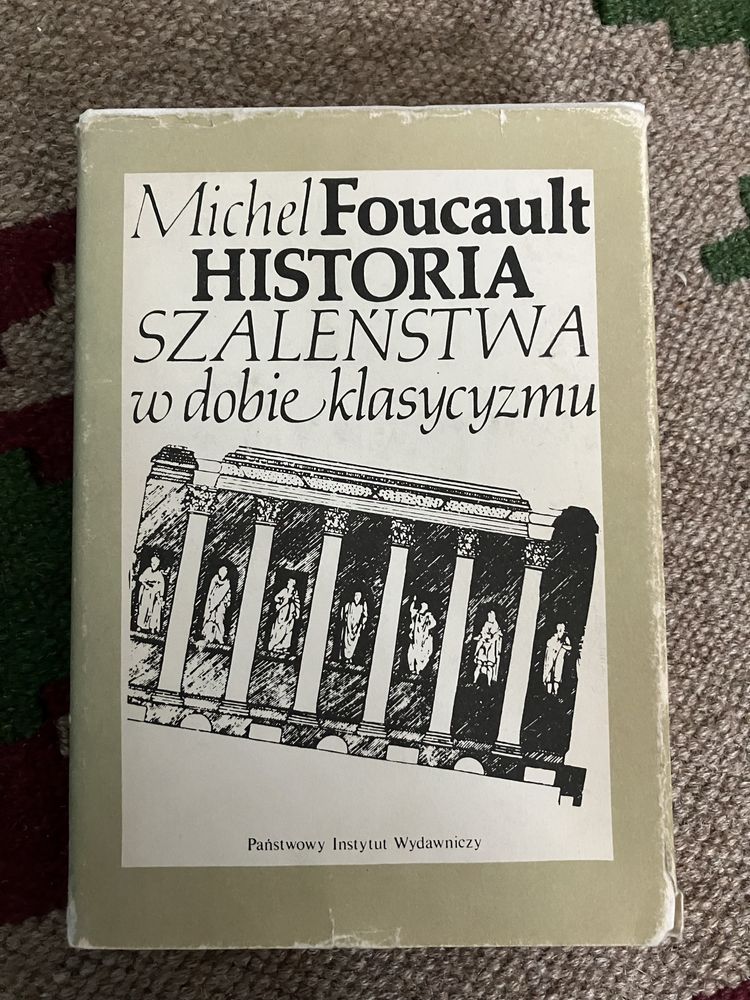 Michel Foucault
HISTORIA
SZALEŃSTWA
w dobie klasycyzmu
Państwowy Instytut Wydawniczy